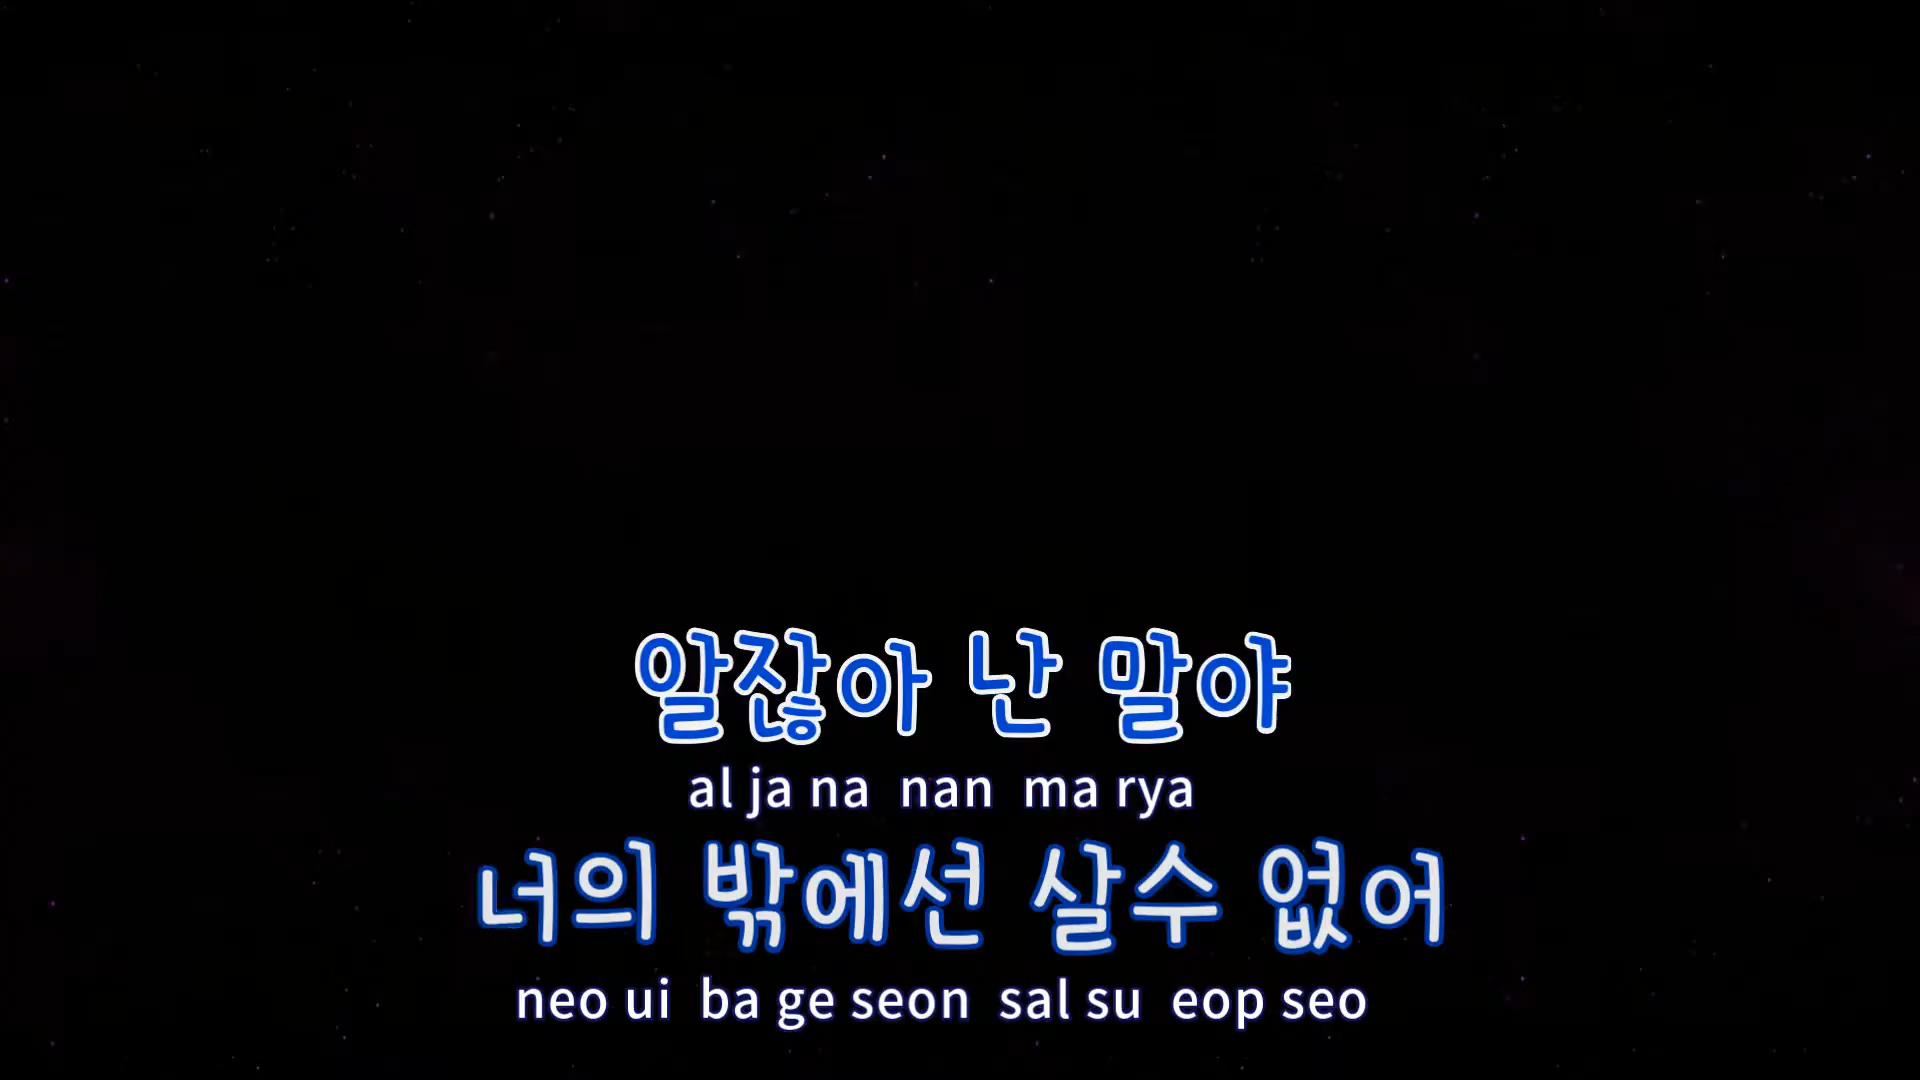 알잖아 난 말야
al ja na nan ma rya
너의 밖에선 살수 없어
neo ui ba ge seon sal su eop seo